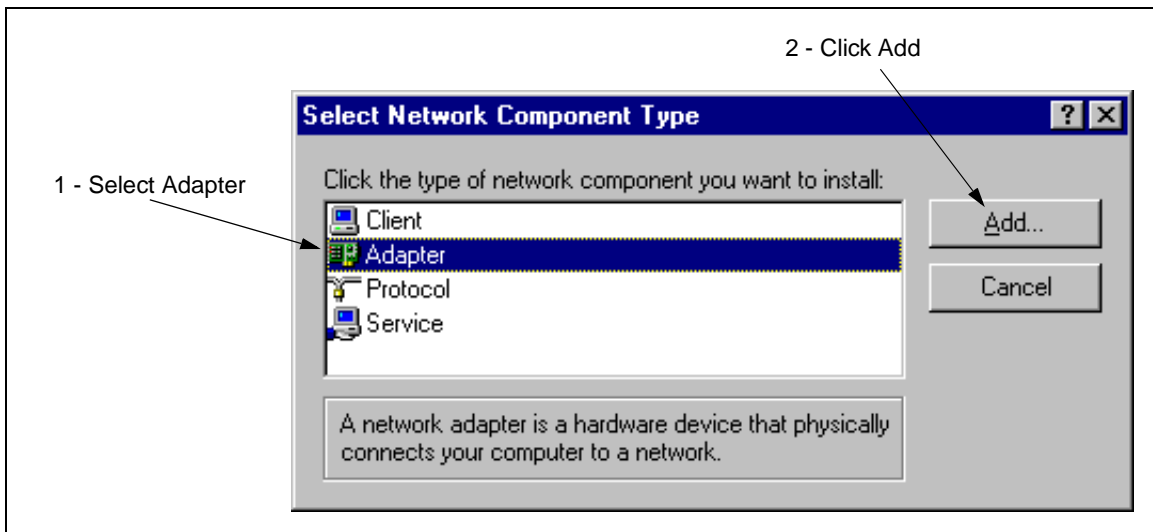 2 - Click Add
Select Network Component Type
1 - Select Adapter
Click the type of network component you want to install:
Client
Add...
Adapter
Protocol
Cancel
Service
A network adapter is a hardware device that physically
connects your computer to a network.